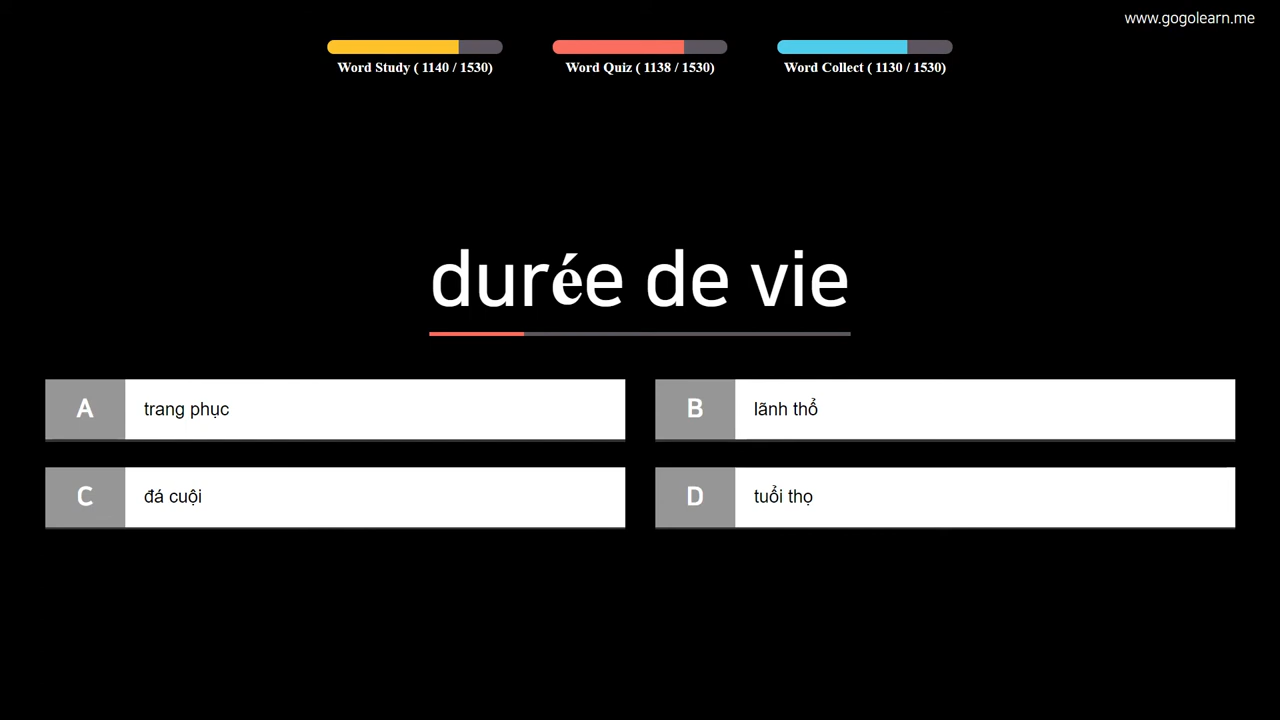 www.gogolearn.me
Word Study ( 1140 / 1530)
Word Quiz ( 1138 / 1530)
Word Collect ( 1130 / 1530)
durée de vie
A trang phục
B lãnh thổ
C đá cuội
D tuổi thọ